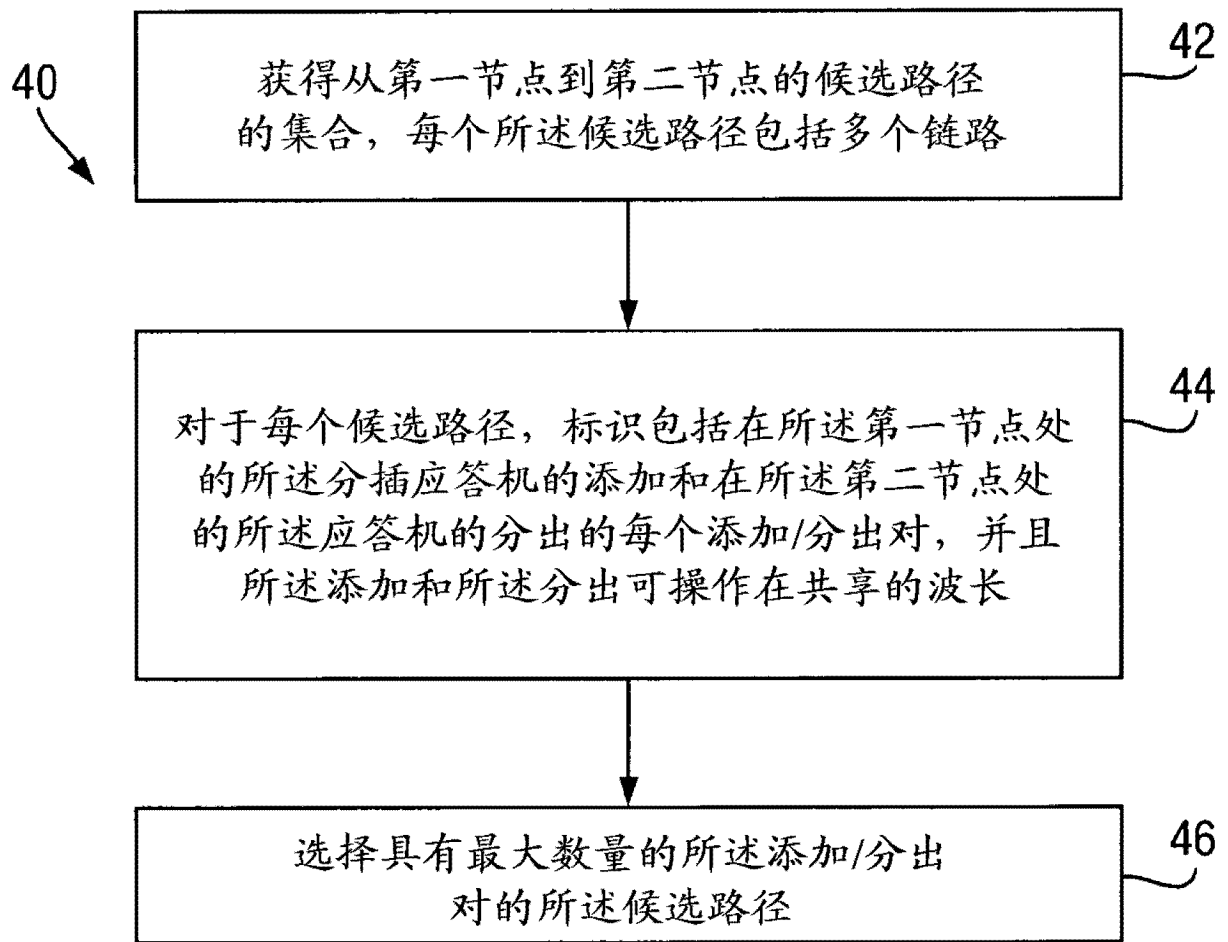 40
42
获得从第一节点到第二节点的候选路径
的集合，每个所述候选路径包括多个链路
44
对于每个候选路径，标识包括在所述第一节点处
的所述分插应答机的添加和在所述第二节点处
的所述应答机的分出的每个添加/分出对，并且
所述添加和所述分出可操作在共享的波长
46
选择具有最大数量的所述添加/分出
对的所述候选路径